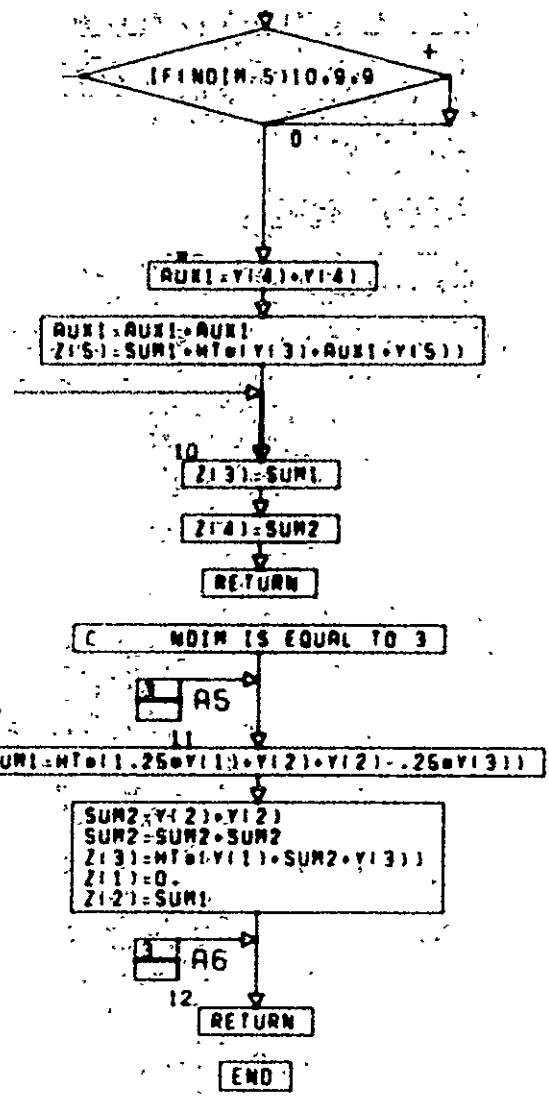 +
IF(NDIM-5)10,9,9
0
AUX1=Y(4)+Y(4)
AUX1=AUX1+AUX1
Z(5)=SUM1+HT*(Y(3)+AUX1+Y(5))
10
Z(3)=SUM1
Z(4)=SUM2
RETURN
C NDIM IS EQUAL TO 3
A5
11
UM1=HT*(1.25*Y(1)+Y(2)+Y(2)-.25*Y(3))
SUM2=Y(2)+Y(2)
SUM2=SUM2+SUM2
Z(3)=HT*(Y(1)+SUM2+Y(3))
Z(1)=0.
Z(2)=SUM1
3
A6
12
RETURN
END